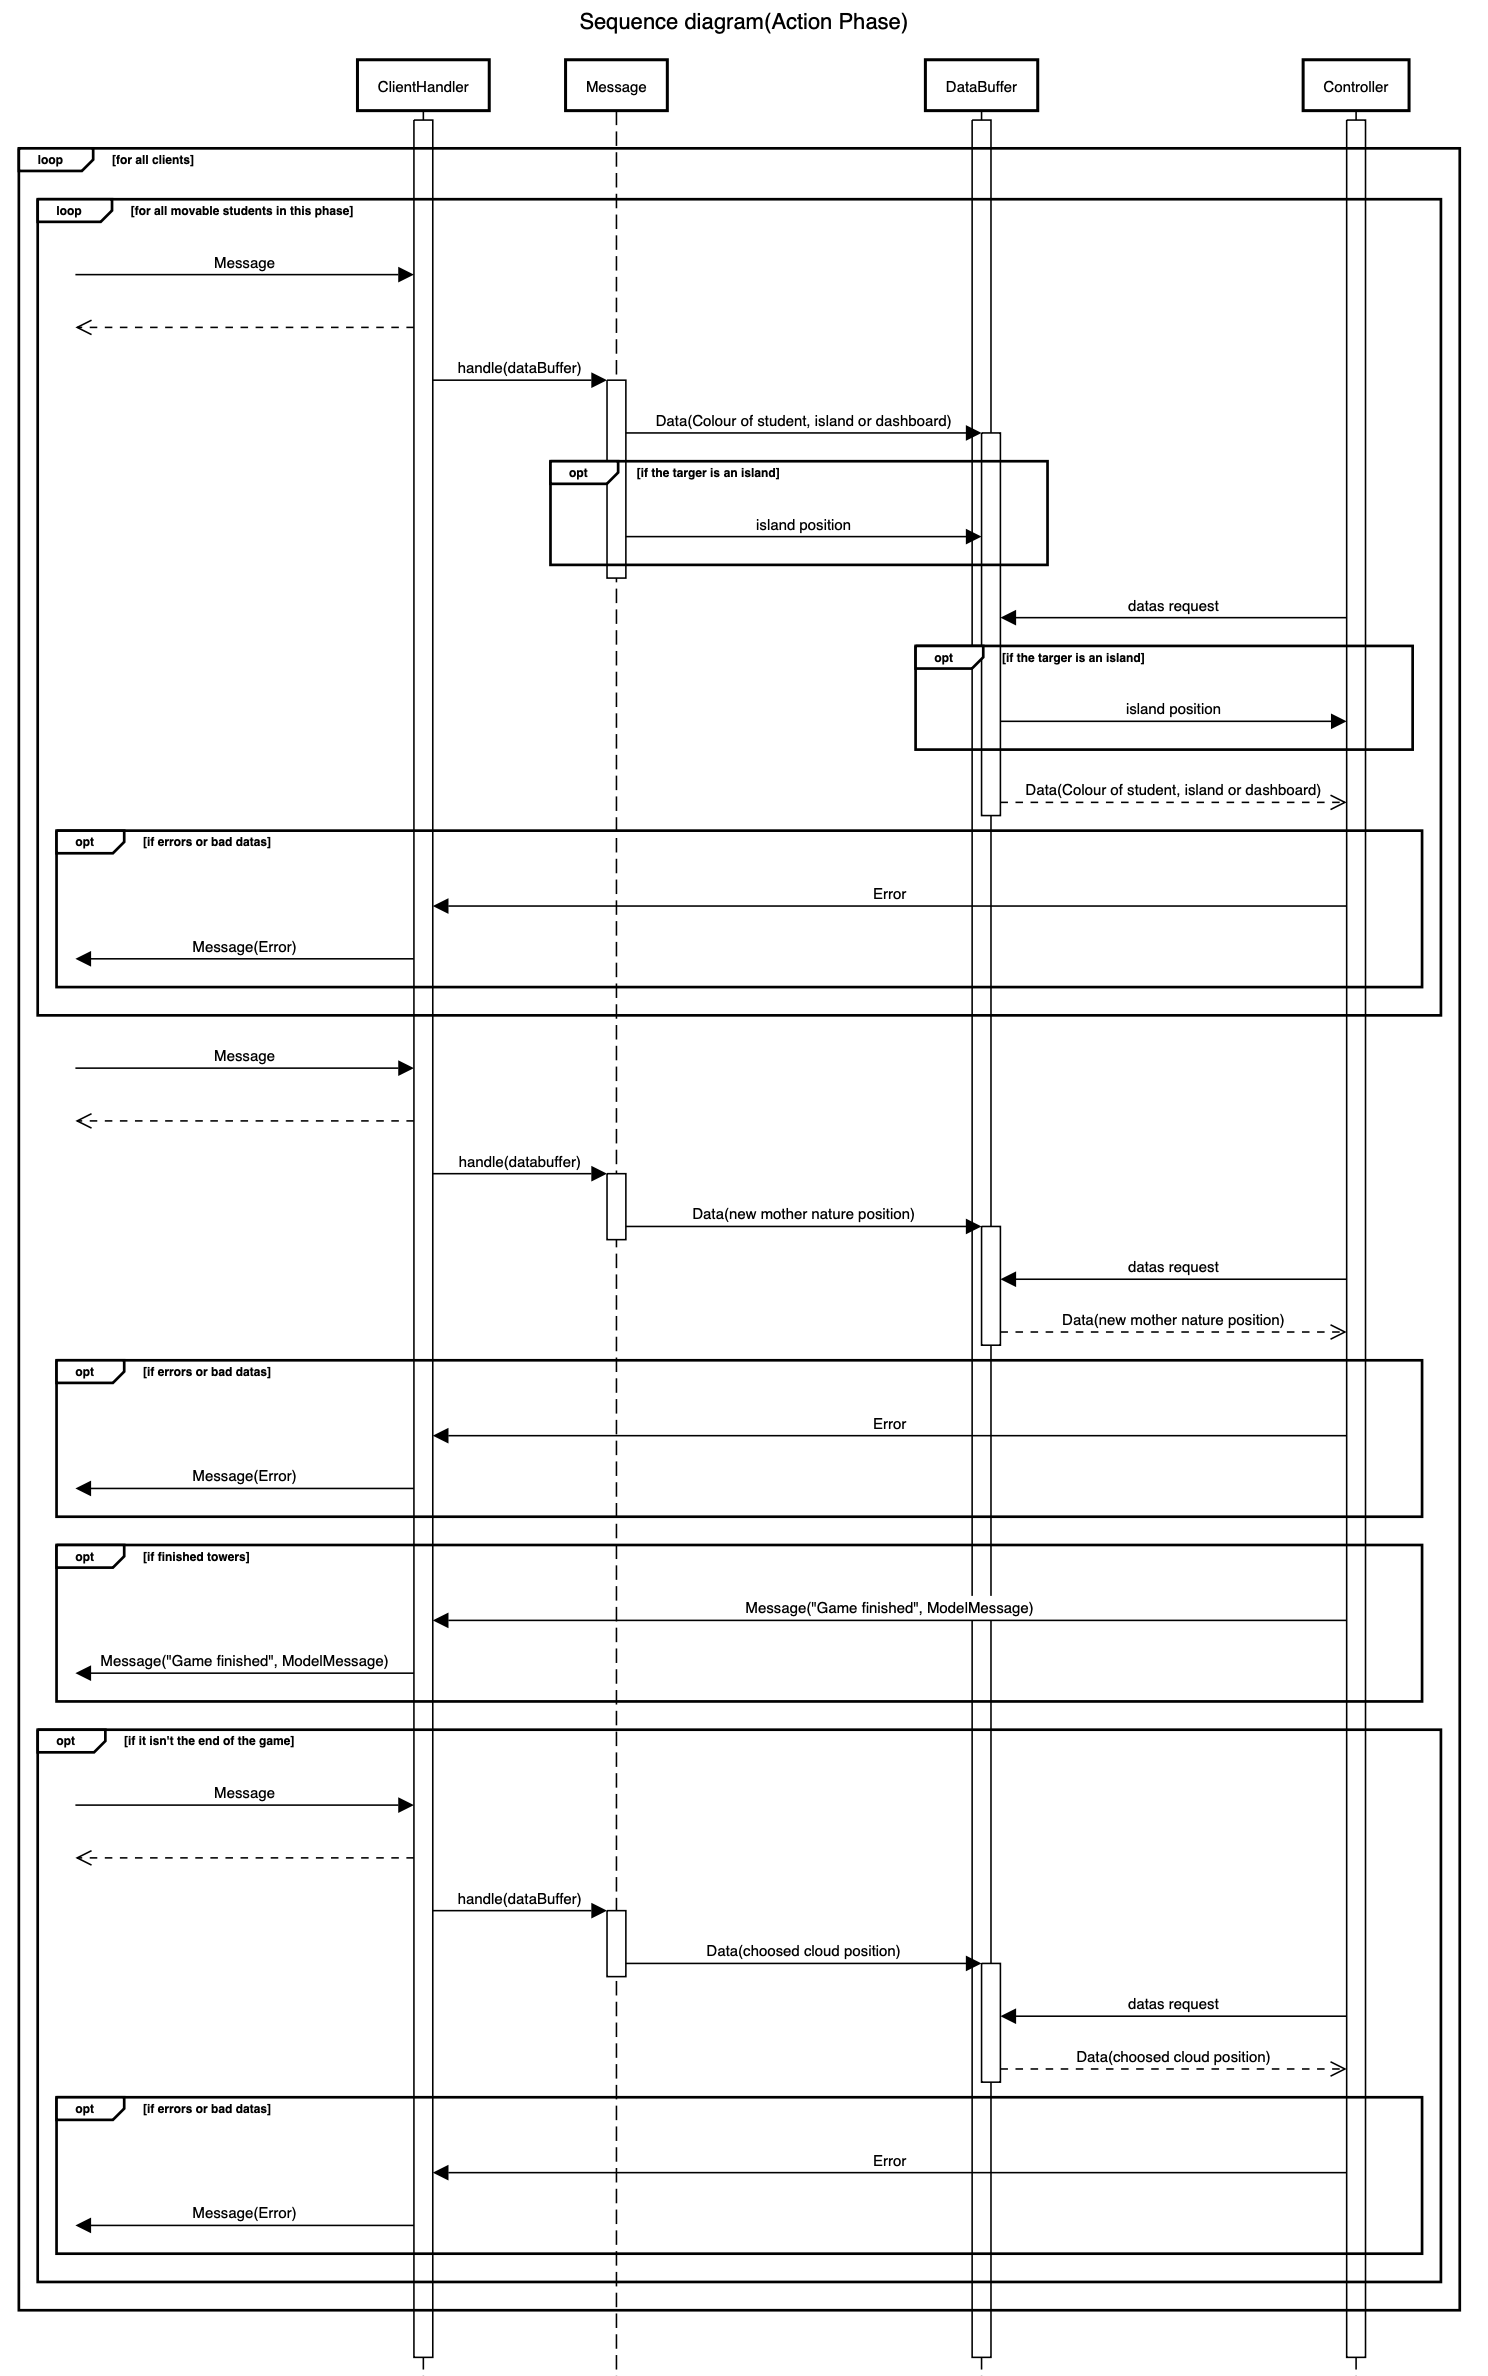 Sequence diagram(Action Phase)
ClientHandler
Message
DataBuffer
Controller
loop
[for all clients]
loop
[for all movable students in this phase]
Message
handle(dataBuffer)
Data(Colour of student, island or dashboard)
opt
[if the targer is an island]
island position
datas request
opt
[if the targer is an island]
island position
Data(Colour of student, island or dashboard)
opt
[if errors or bad datas]
Error
Message(Error)
Message
handle(databuffer)
Data(new mother nature position)
datas request
Data(new mother nature position)
opt
[if errors or bad datas]
Error
Message(Error)
opt
[if finished towers]
Message("Game finished", ModelMessage)
Message("Game finished", ModelMessage)
opt
[if it isn't the end of the game]
Message
handle(dataBuffer)
Data(choosed cloud position)
datas request
Data(choosed cloud position)
opt
[if errors or bad datas]
Error
Message(Error)